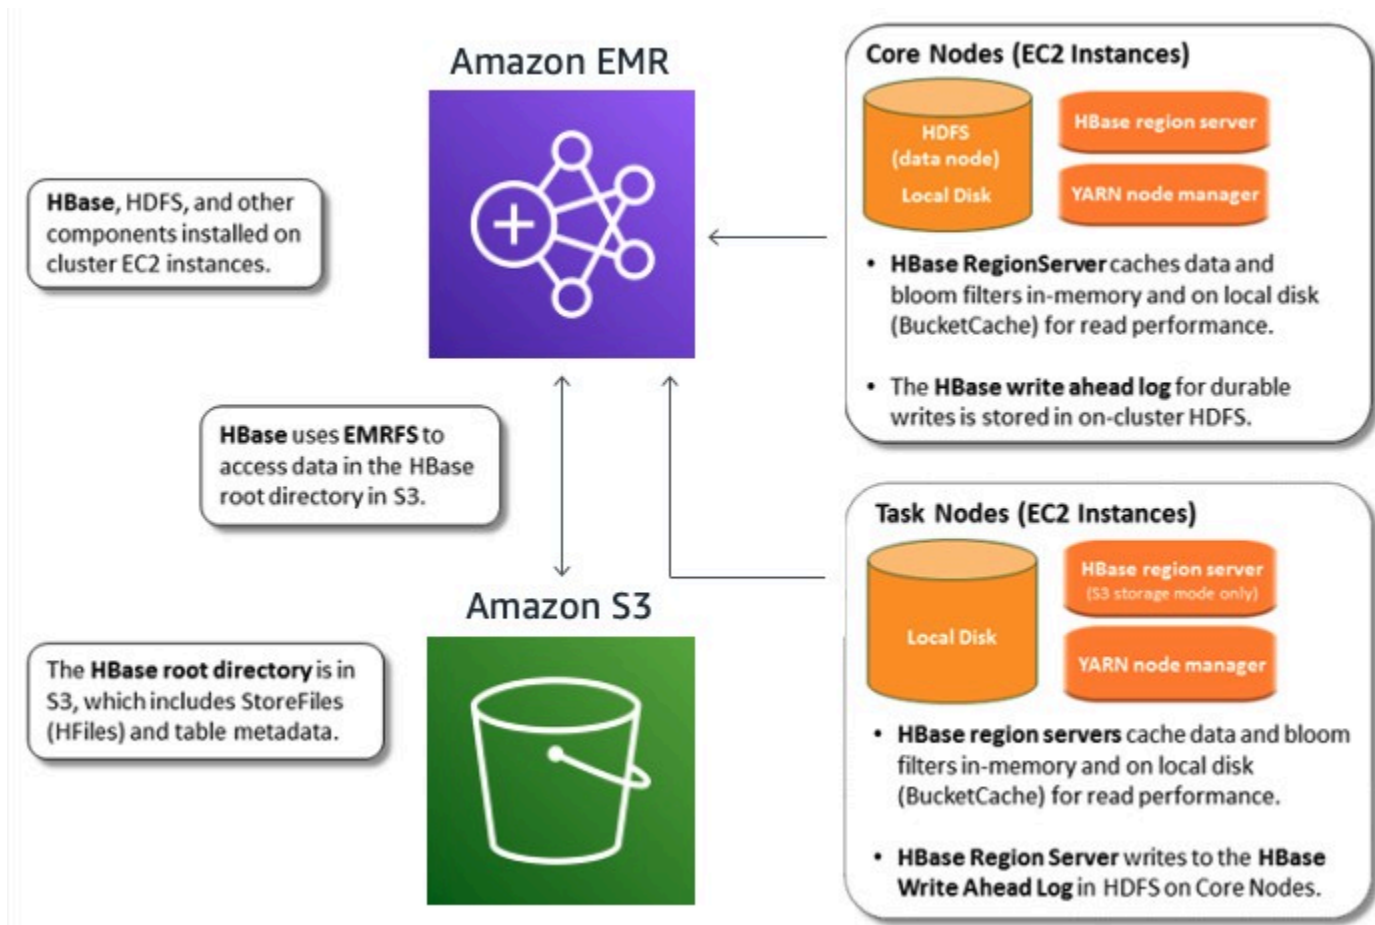 Amazon EMR
HBase, HDFS, and other
components installed on
cluster EC2 instances.
HBase uses EMRFS to
access data in the HBase
root directory in S3.
Amazon S3
The HBase root directory is in
S3, which includes StoreFiles
(HFiles) and table metadata.
Core Nodes (EC2 Instances)
HDFS
(data node)
Local Disk
HBase region server
YARN node manager
• HBase RegionServer caches data and
bloom filters in-memory and on local disk
(BucketCache) for read performance.
• The HBase write ahead log for durable
writes is stored in on-cluster HDFS.
Task Nodes (EC2 Instances)
Local Disk
HBase region server
(S3 storage mode only)
YARN node manager
• HBase region servers cache data and bloom
filters in-memory and on local disk
(BucketCache) for read performance.
• HBase Region Server writes to the HBase
Write Ahead Log in HDFS on Core Nodes.